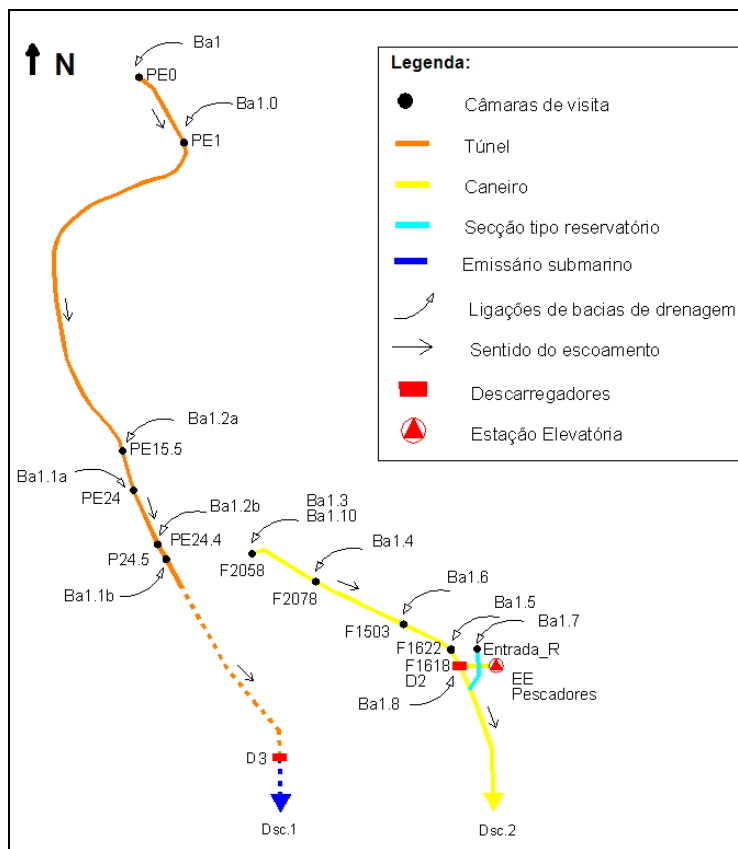 N
Ba1
PE0
Ba1.0
PE1
Ba1.2a
PE15.5
Ba1.1a
PE24
Ba1.2b
PE24.4
P24.5
Ba1.1b
Ba1.3
Ba1.10
F2058
Ba1.4
F2078
Ba1.6
F1503
Ba1.5
Ba1.7
F1622
Entrada_R
F1618
D2
EE
Pescadores
Ba1.8
D3
Dsc.1
Dsc.2
Legenda:
Câmaras de visita
Túnel
Caneiro
Secção tipo reservatório
Emissário submarino
Ligações de bacias de drenagem
Sentido do escoamento
Descarregadores
Estação Elevatória